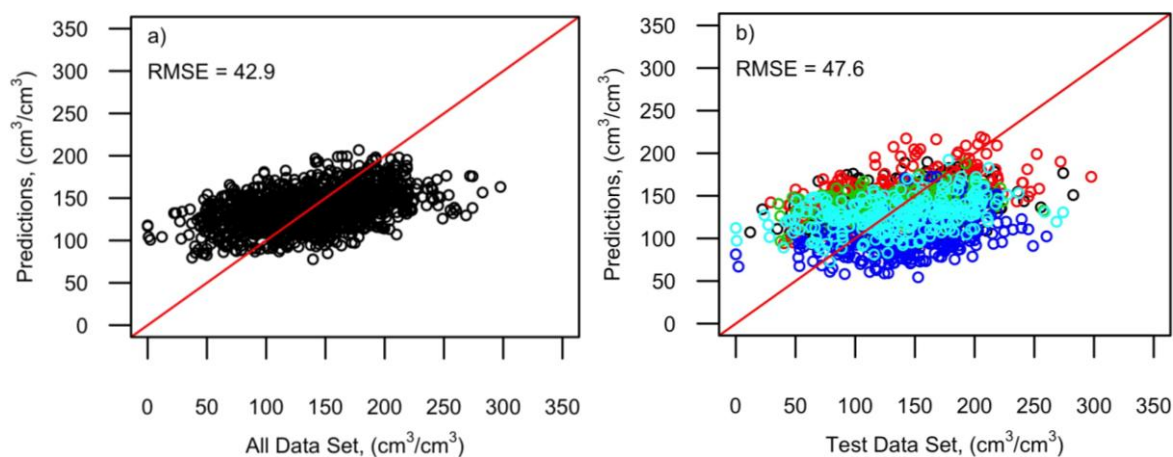 a)
RMSE = 42.9
350
300
250
200
150
100
50
0
Predictions, (cm³/cm³)
0 50 100 150 200 250 300 350
All Data Set, (cm³/cm³)
b)
RMSE = 47.6
350
300
250
200
150
100
50
0
Predictions, (cm³/cm³)
0 50 100 150 200 250 300 350
Test Data Set, (cm³/cm³)